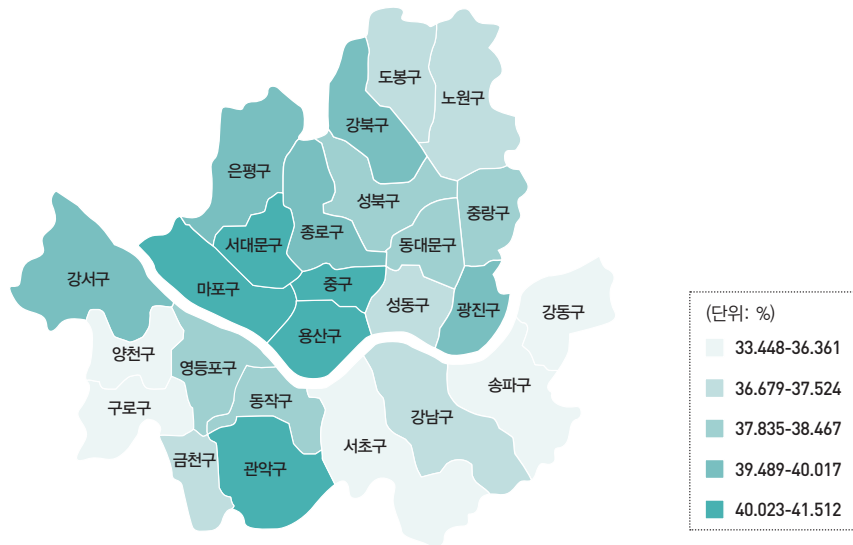 도봉구
노원구
강북구
은평구
성북구
중랑구
종로구
서대문구
동대문구
강서구
마포구
중구
성동구
광진구
강동구
용산구
양천구
영등포구
송파구
구로구
동작구
강남구
서초구
금천구
관악구
(단위: %)
33.448-36.361
36.679-37.524
37.835-38.467
39.489-40.017
40.023-41.512